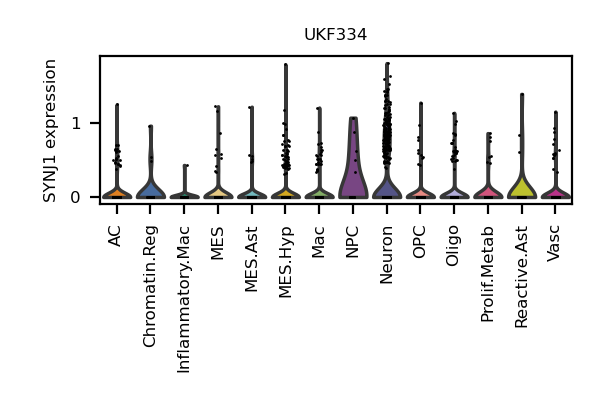 UKF334
SYNJ1 expression
1
0
AC
Chromatin.Reg
Inflammatory.Mac
MES
MES.Ast
MES.Hyp
Mac
NPC
Neuron
OPC
Oligo
Prolif.Metab
Reactive.Ast
Vasc